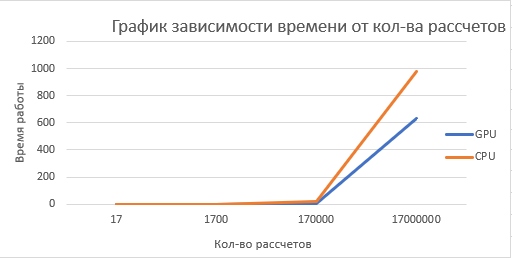 График зависимости времени от кол-ва рассчетов
1200
1000
800
600
400
200
0
Время работы
17
1700
170000
17000000
Кол-во рассчетов
GPU
CPU